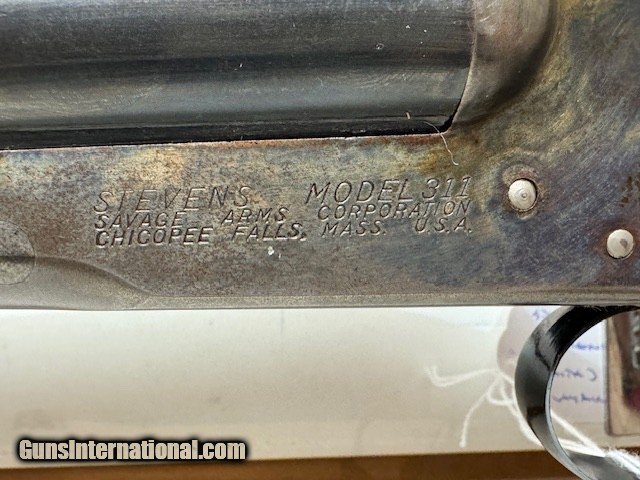 STEVENS MODEL 311
SAVAGE ARMS CORPORATION
CHICOPEE FALLS, MASS. U.S.A.
GunsInternational.com